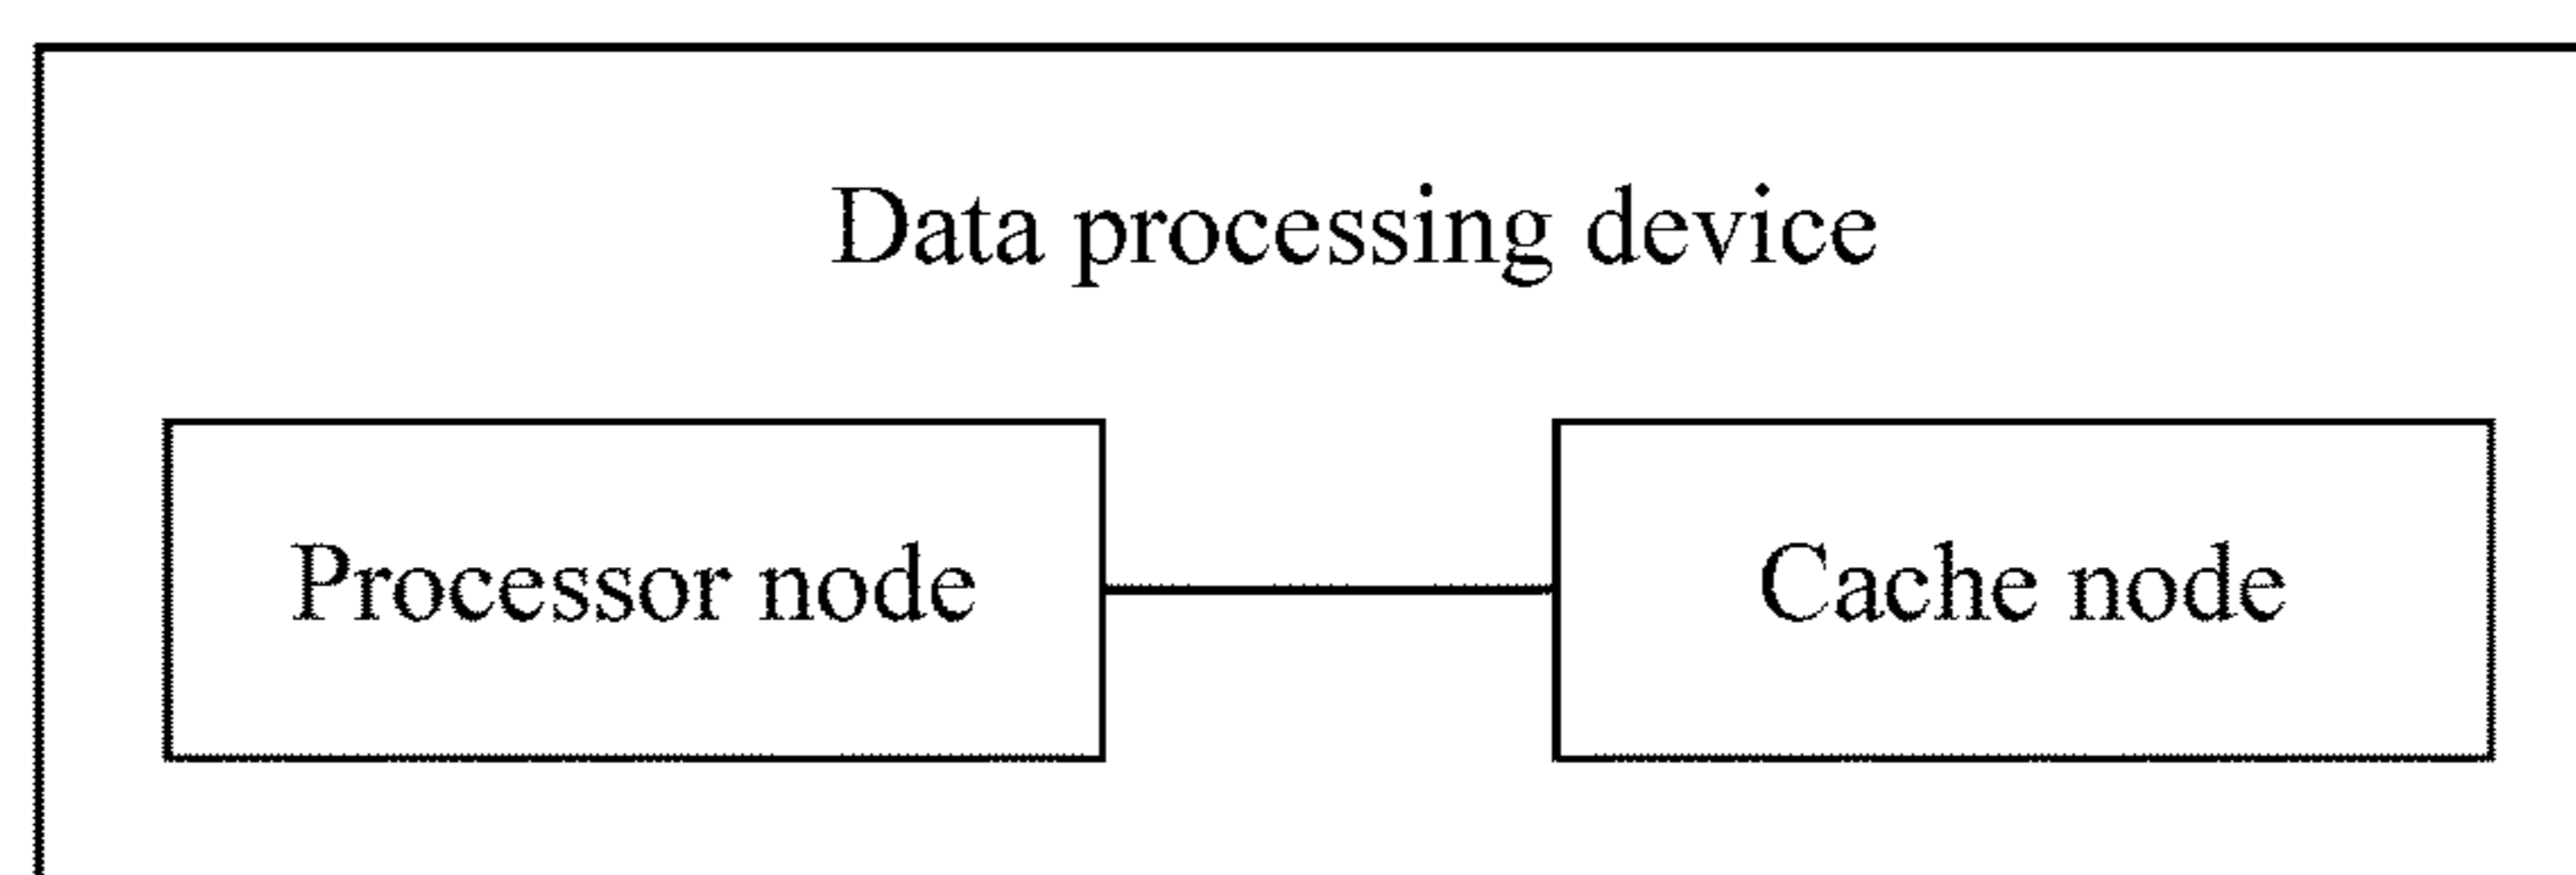 Data processing device
Processor node
Cache node